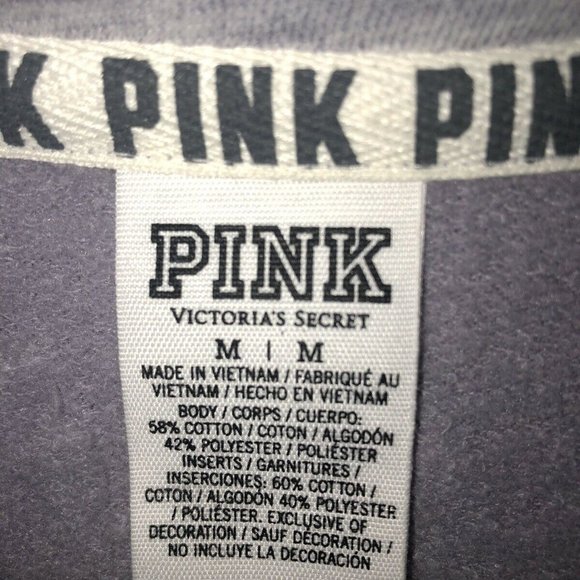 K PINK PIN
PINK
VICTORIA'S SECRET
M | M
MADE IN VIETNAM / FABRIQUÉ AU
VIETNAM / HECHO EN VIETNAM
BODY / CORPS / CUERPO:
58% COTTON / COTON / ALGODÓN
42% POLYESTER / POLIÉSTER
INSERTS / GARNITURES /
INSERCIONES: 60% COTTON /
COTON / ALGODÓN 40% POLYESTER
/ POLIÉSTER. EXCLUSIVE OF
DECORATION / SAUF DÉCORATION /
NO INCLUYE LA DECORACIÓN